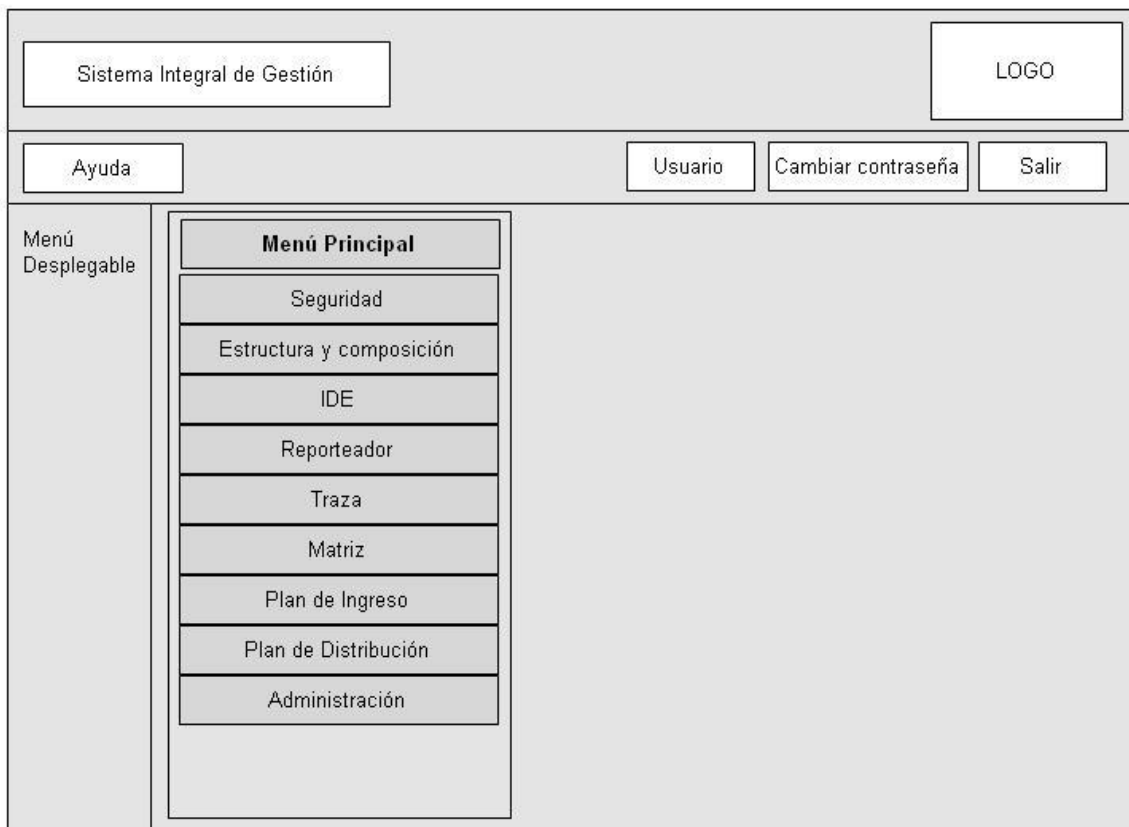 Sistema Integral de Gestión
LOGO
Ayuda
Usuario
Cambiar contraseña
Salir
Menú
Desplegable
Menú Principal
Seguridad
Estructura y composición
IDE
Reporteador
Traza
Matriz
Plan de Ingreso
Plan de Distribución
Administración